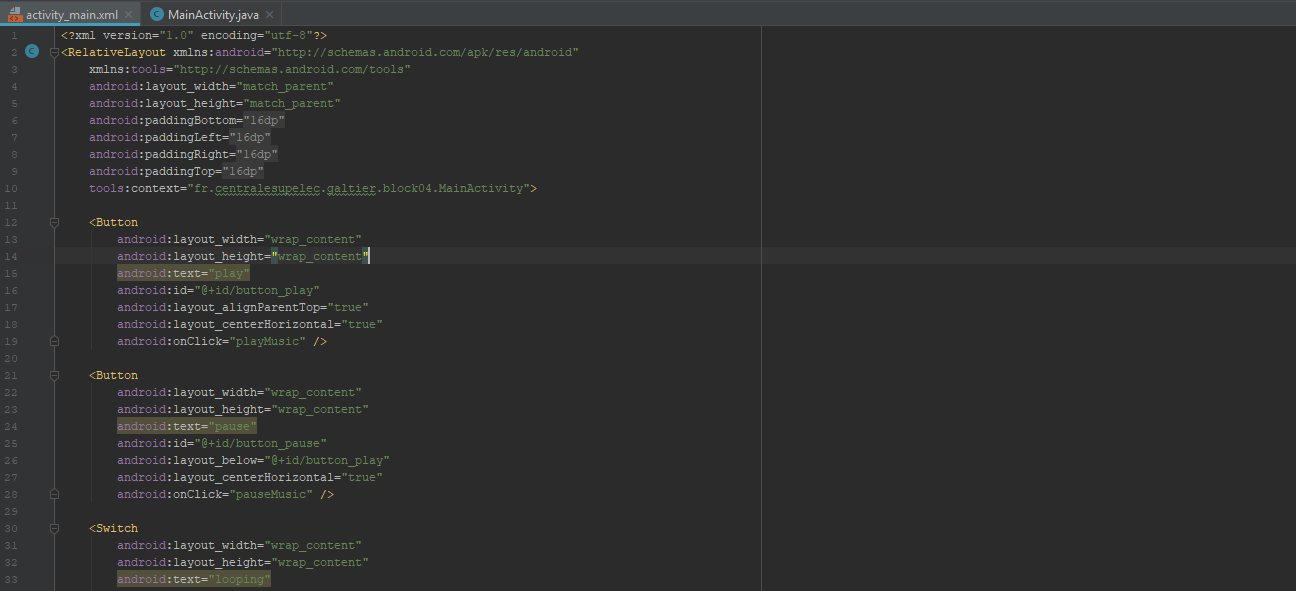 activity_main.xml MainActivity.java
1 <?xml version="1.0" encoding="utf-8"?>
2 <RelativeLayout xmlns:android="http://schemas.android.com/apk/res/android"
3 xmlns:tools="http://schemas.android.com/tools"
4 android:layout_width="match_parent"
5 android:layout_height="match_parent"
6 android:paddingBottom="16dp"
7 android:paddingLeft="16dp"
8 android:paddingRight="16dp"
9 android:paddingTop="16dp"
10 tools:context="fr.centralesupelec.galtier.block04.MainActivity">
11
12 <Button
13 android:layout_width="wrap_content"
14 android:layout_height="wrap_content"
15 android:text="play"
16 android:id="@+id/button_play"
17 android:layout_alignParentTop="true"
18 android:layout_centerHorizontal="true"
19 android:onClick="playMusic" />
20
21 <Button
22 android:layout_width="wrap_content"
23 android:layout_height="wrap_content"
24 android:text="pause"
25 android:id="@+id/button_pause"
26 android:layout_below="@+id/button_play"
27 android:layout_centerHorizontal="true"
28 android:onClick="pauseMusic" />
29
30 <Switch
31 android:layout_width="wrap_content"
32 android:layout_height="wrap_content"
33 android:text="looping"